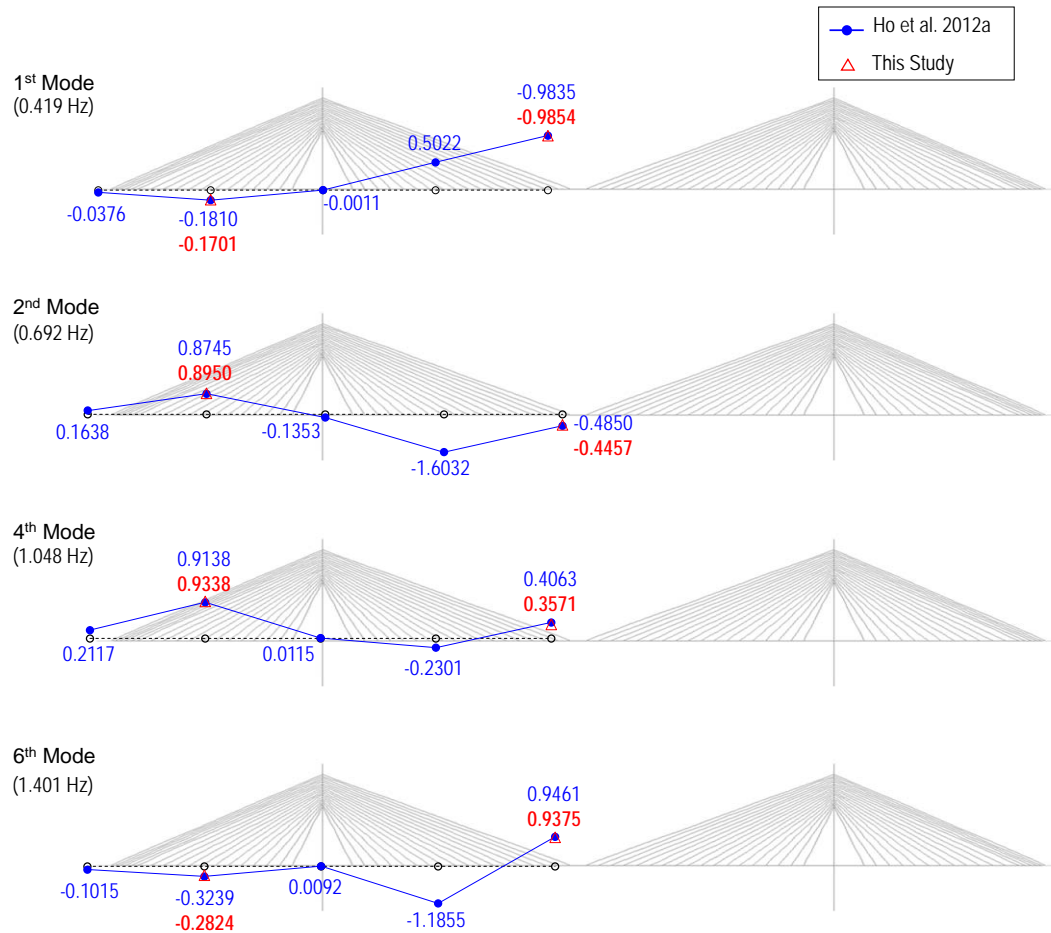 Ho et al. 2012a
This Study
1st Mode
(0.419 Hz)
-0.9835
-0.9854
0.5022
-0.0376
-0.1810
-0.1701
-0.0011
2nd Mode
(0.692 Hz)
0.8745
0.8950
0.1638
-0.1353
-1.6032
-0.4850
-0.4457
4th Mode
(1.048 Hz)
0.9138
0.9338
0.4063
0.3571
0.2117
0.0115
-0.2301
6th Mode
(1.401 Hz)
0.9461
0.9375
-0.1015
-0.3239
-0.2824
0.0092
-1.1855